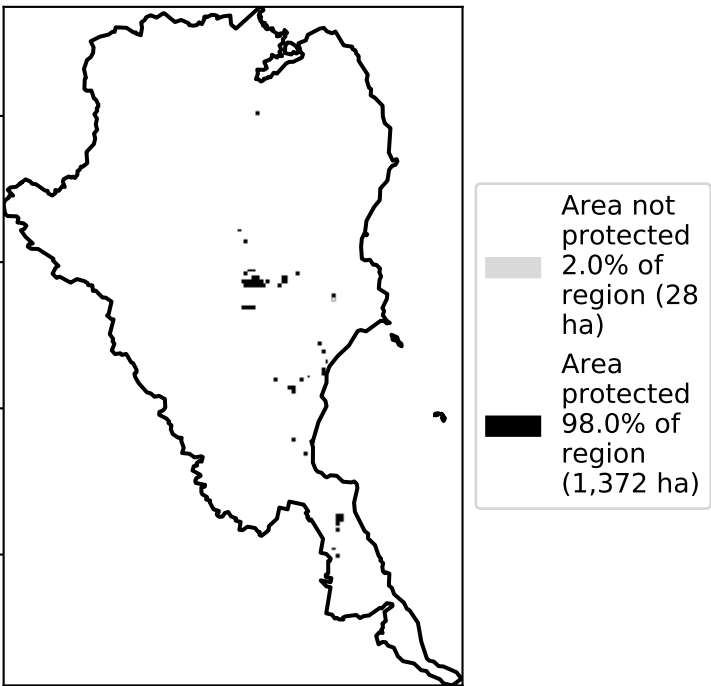 Area not
protected
2.0% of
region (28
ha)
Area
protected
98.0% of
region
(1,372 ha)